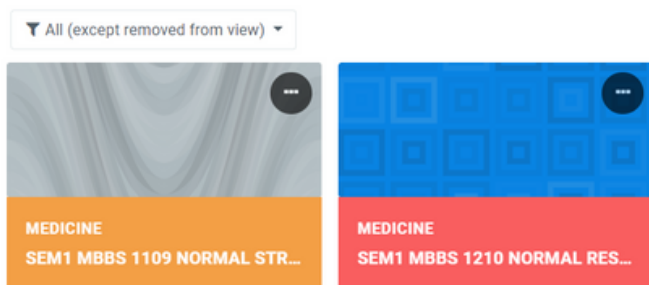 All (except removed from view)
MEDICINE
SEM1 MBBS 1109 NORMAL STR...
MEDICINE
SEM1 MBBS 1210 NORMAL RES...